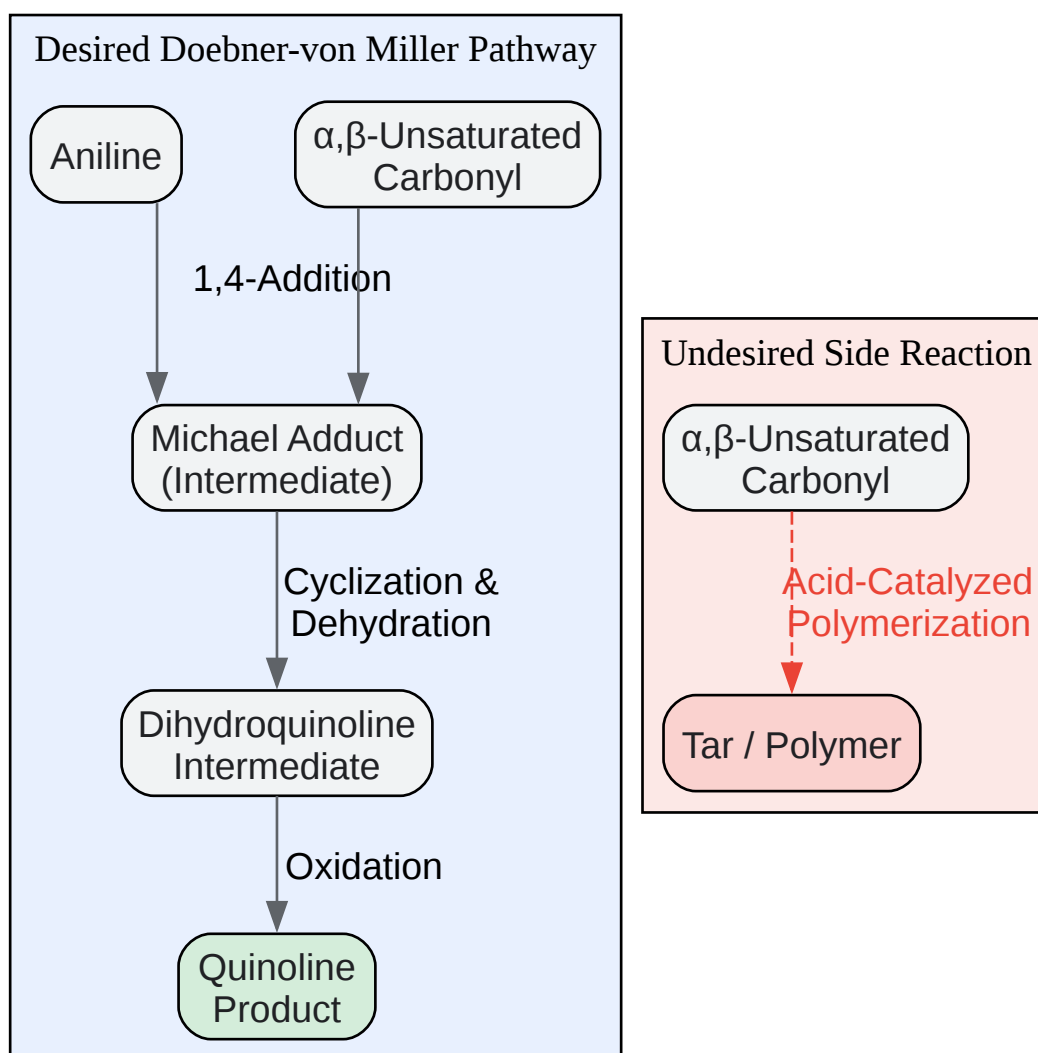 Desired Doebner-von Miller Pathway
Aniline
α,β-Unsaturated
Carbonyl
1,4-Addition
Michael Adduct
(Intermediate)
Cyclization &
Dehydration
Dihydroquinoline
Intermediate
Oxidation
Quinoline
Product
Undesired Side Reaction
α,β-Unsaturated
Carbonyl
Acid-Catalyzed
Polymerization
Tar / Polymer